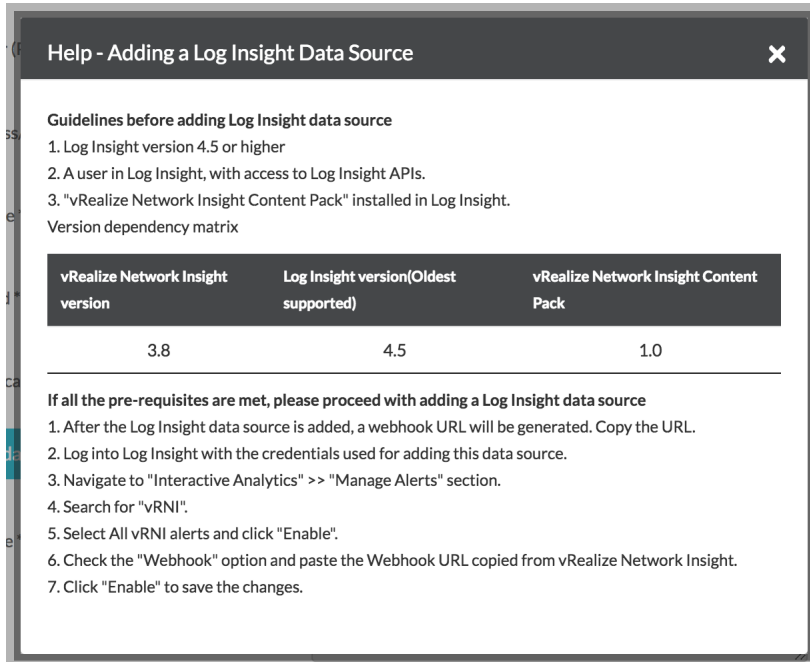 Help - Adding a Log Insight Data Source
Guidelines before adding Log Insight data source
1. Log Insight version 4.5 or higher
2. A user in Log Insight, with access to Log Insight APIs.
3. "vRealize Network Insight Content Pack" installed in Log Insight.
Version dependency matrix
vRealize Network Insight version
Log Insight version(Oldest supported)
vRealize Network Insight Content Pack
3.8 4.5 1.0
If all the pre-requisites are met, please proceed with adding a Log Insight data source
1. After the Log Insight data source is added, a webhook URL will be generated. Copy the URL.
2. Log into Log Insight with the credentials used for adding this data source.
3. Navigate to "Interactive Analytics" >> "Manage Alerts" section.
4. Search for "vRNI".
5. Select All vRNI alerts and click "Enable".
6. Check the "Webhook" option and paste the Webhook URL copied from vRealize Network Insight.
7. Click "Enable" to save the changes.